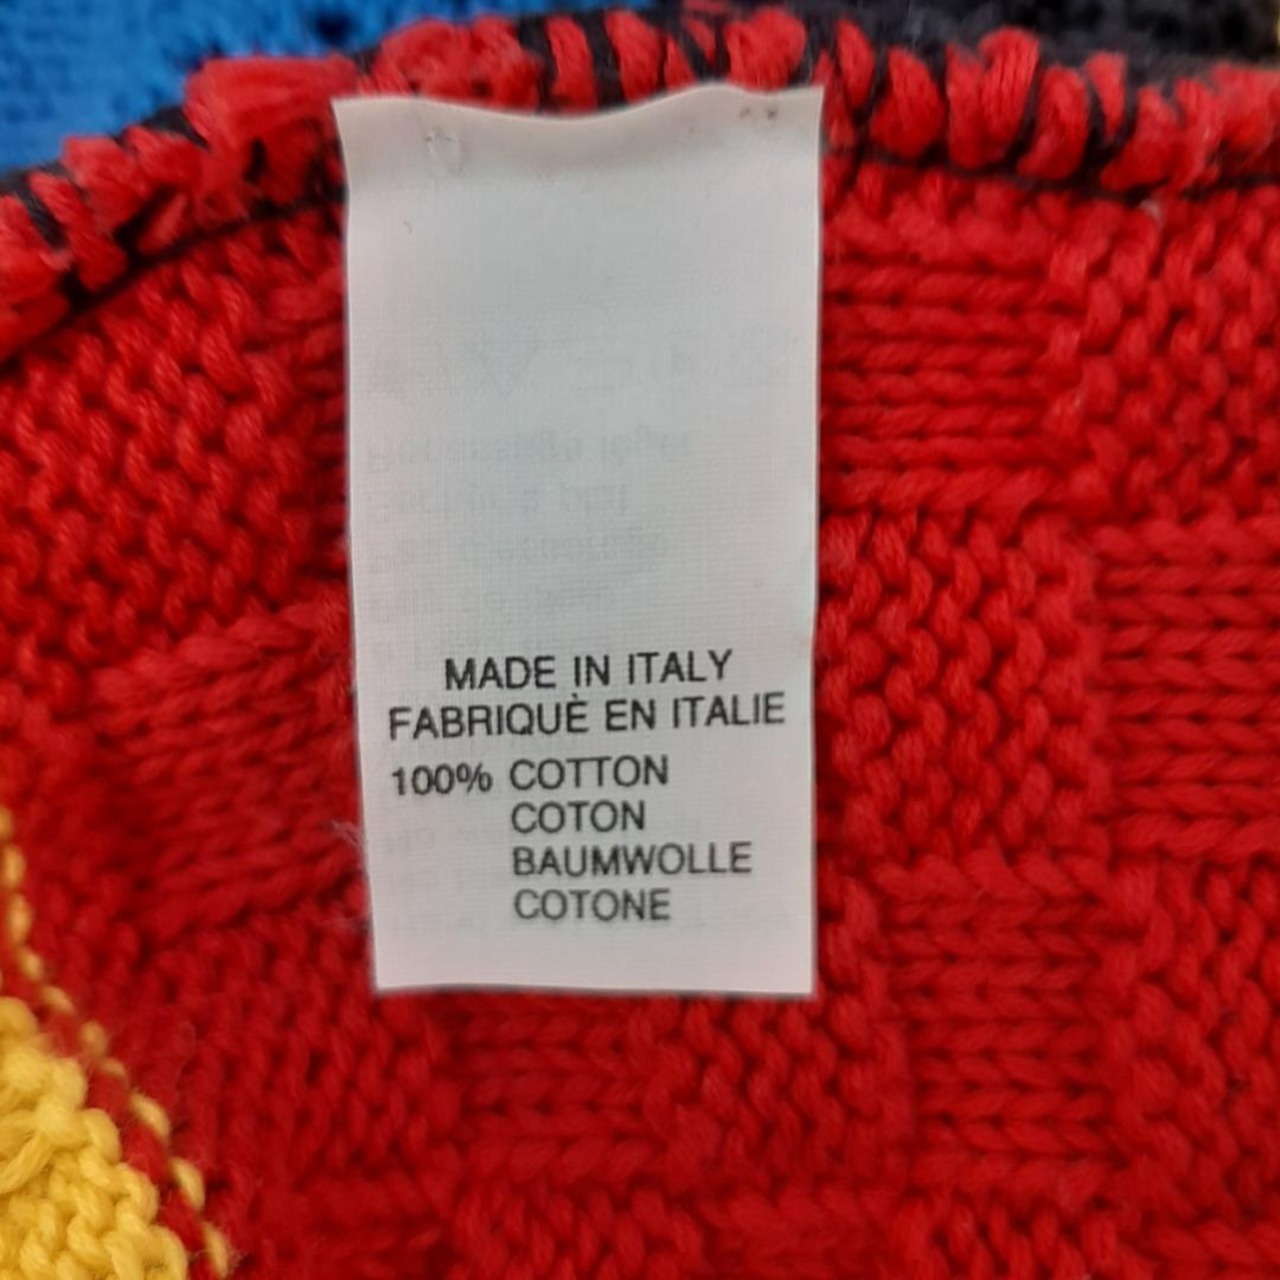 MADE IN ITALY
FABRIQUÈ EN ITALIE
100% COTTON
COTON
BAUMWOLLE
COTONE